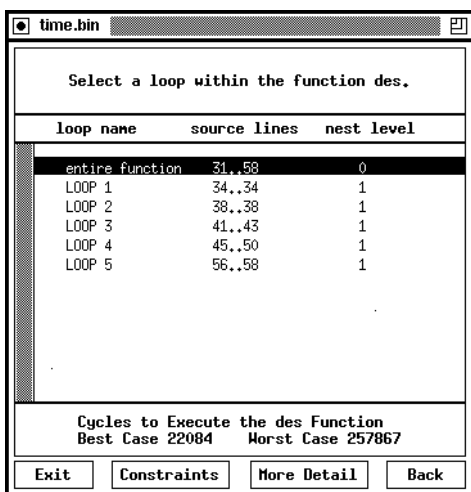 time.bin
Select a loop within the function des.
loop name source lines nest level
entire function 31..58 0
LOOP 1 34..34 1
LOOP 2 38..38 1
LOOP 3 41..43 1
LOOP 4 45..50 1
LOOP 5 56..58 1
Cycles to Execute the des Function
Best Case 22084 Worst Case 257867
Exit Constraints More Detail Back